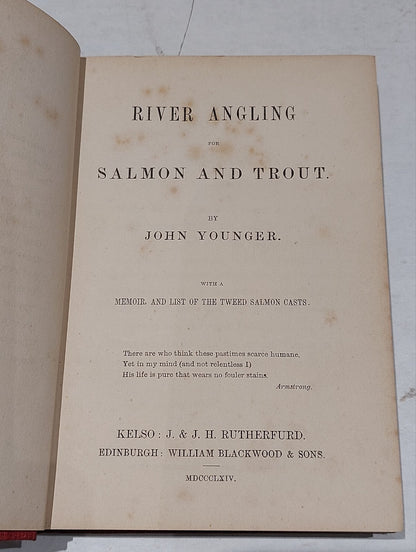 RIVER ANGLING
FOR
SALMON AND TROUT.
BY
JOHN YOUNGER.
WITH A
MEMOIR, AND LIST OF THE TWEED SALMON CASTS.
There are who think these pastimes scarce humane,
Yet in my mind (and not relentless I)
His life is pure that wears no fouler stains.
Armstrong.
KELSO: J. & J. H. RUTHERFURD.
EDINBURGH: WILLIAM BLACKWOOD & SONS.
MDCCCLXIV.